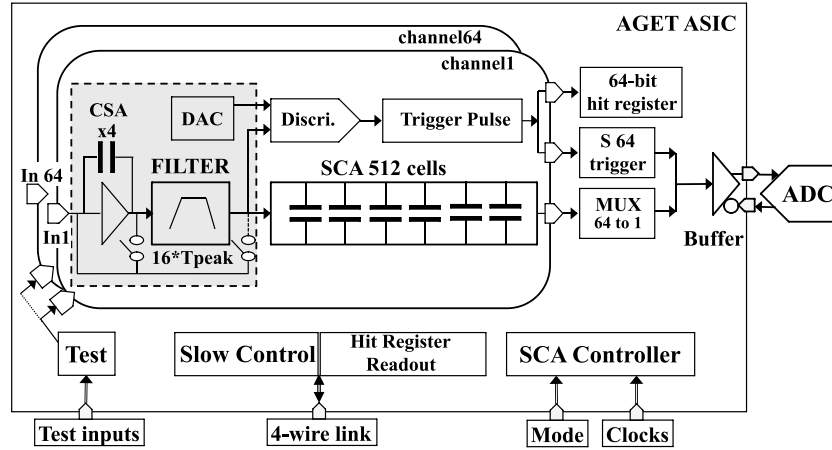 AGET ASIC
channel64
channel1
64-bit
hit register
CSA
x4
DAC
Discri.
Trigger Pulse
S 64
trigger
In 64
FILTER
SCA 512 cells
ADC
MUX
64 to 1
In1
Buffer
16*Tpeak
Test
Slow Control
Hit Register
Readout
SCA Controller
Test inputs
4-wire link
Mode
Clocks